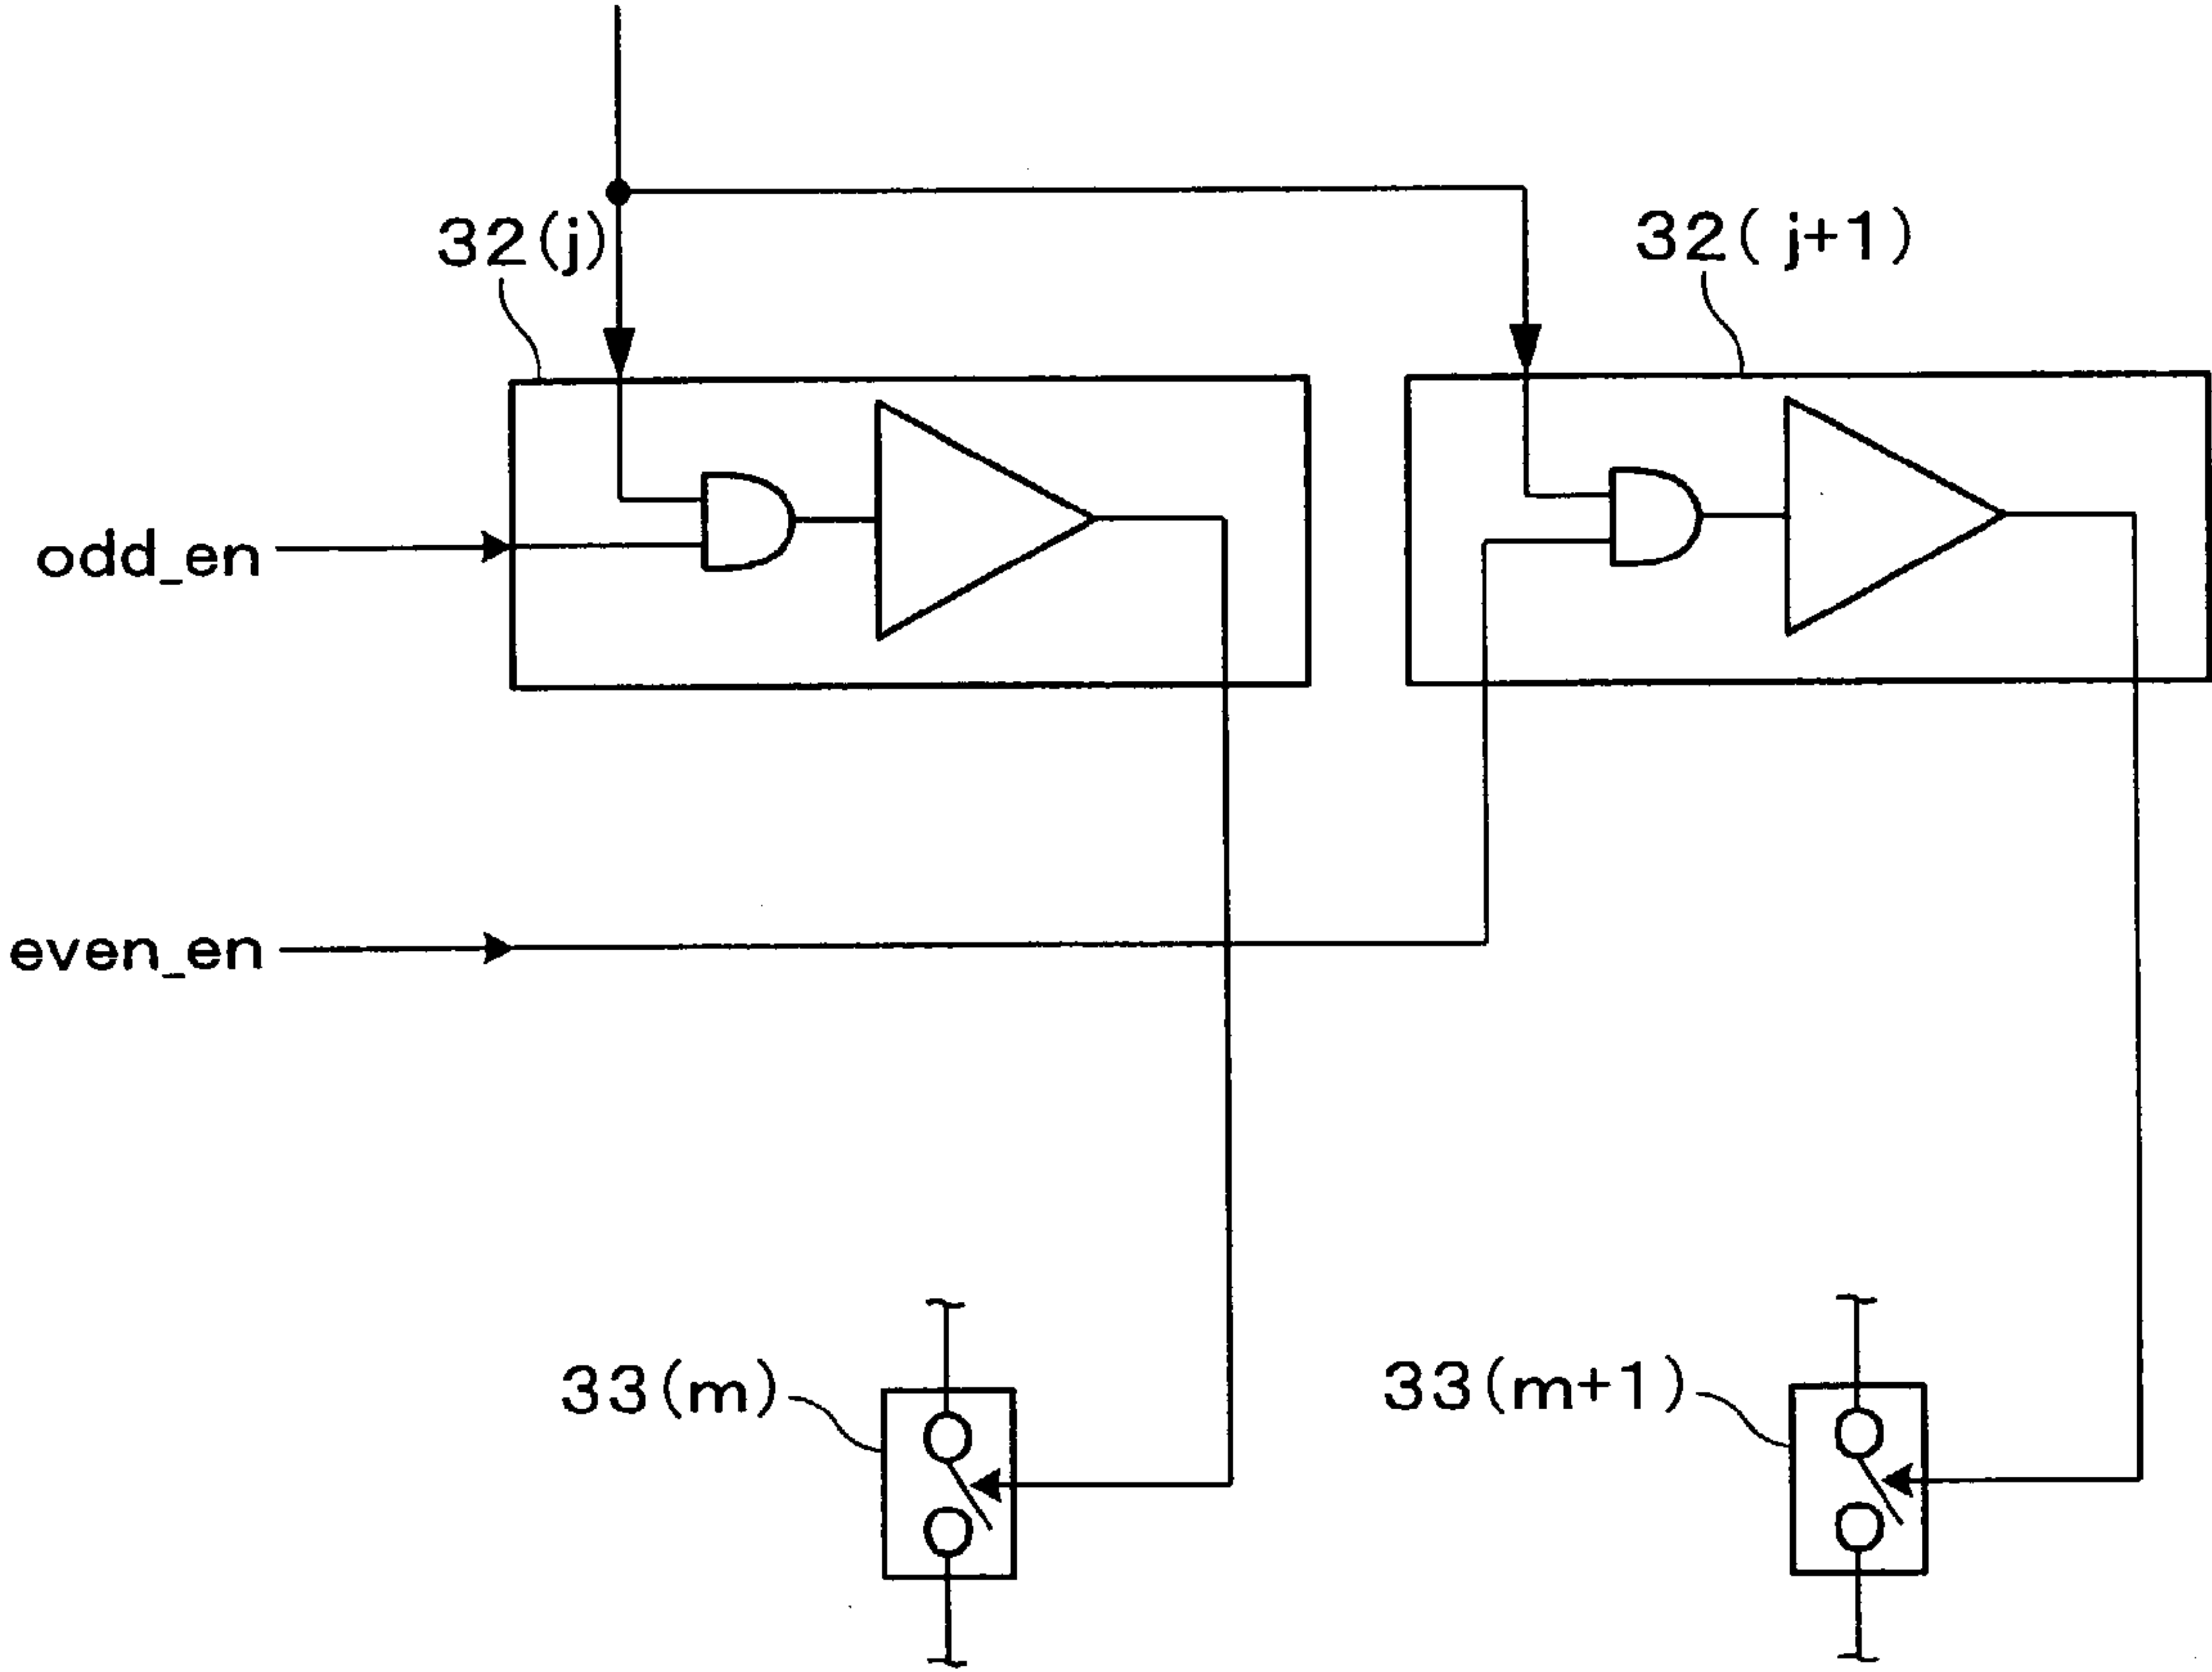 32(j)
32(j+1)
odd_en
even_en
33(m)
33(m+1)